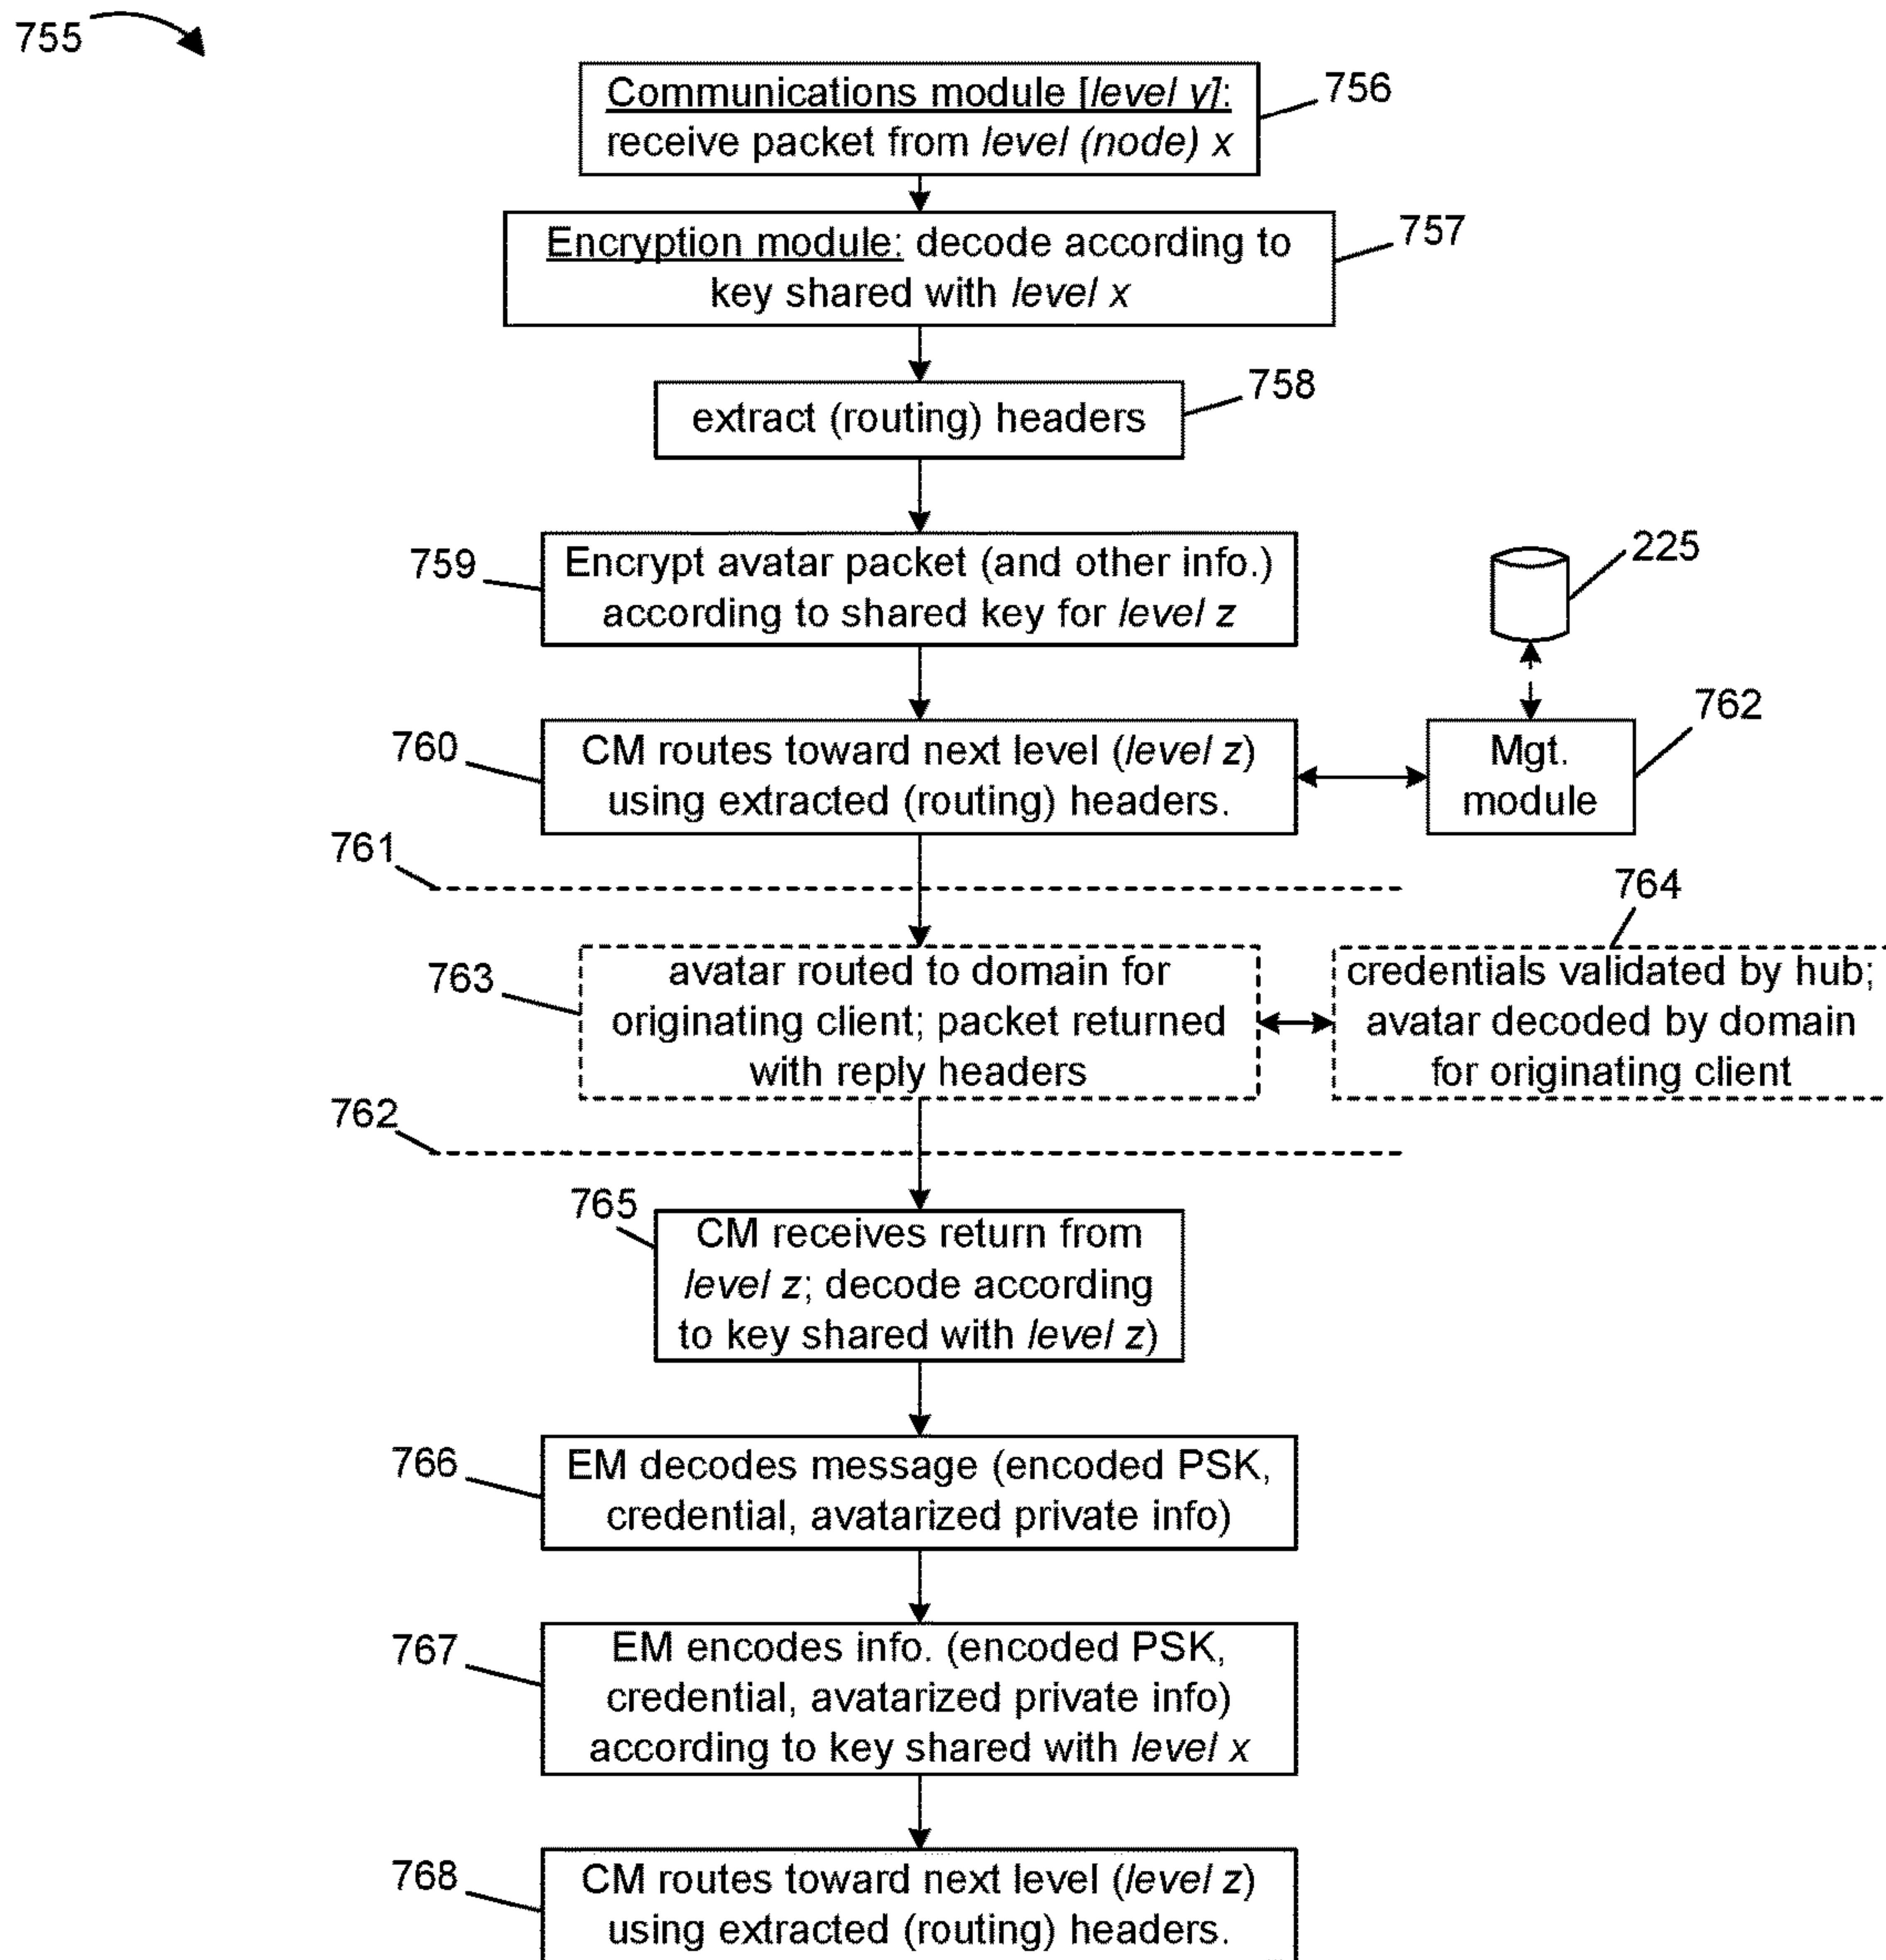 755
Communications module [level y]:
receive packet from level (node) x
756
Encryption module: decode according to
key shared with level x
757
extract (routing) headers
758
759
Encrypt avatar packet (and other info.)
according to shared key for level z
225
760
CM routes toward next level (level z)
using extracted (routing) headers.
Mgt.
module
762
761
763
avatar routed to domain for
originating client; packet returned
with reply headers
764
credentials validated by hub;
avatar decoded by domain
for originating client
762
765
CM receives return from
level z; decode according
to key shared with level z)
766
EM decodes message (encoded PSK,
credential, avatarized private info)
767
EM encodes info. (encoded PSK,
credential, avatarized private info)
according to key shared with level x
768
CM routes toward next level (level z)
using extracted (routing) headers.